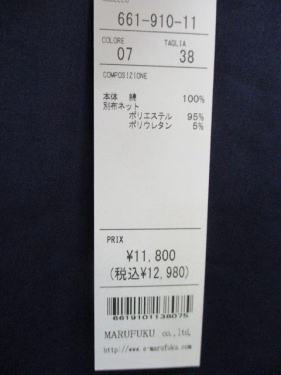 661-910-11
COLORE TAGLIA
07 38
COMPOSIZIONE
本体 綿 100%
別布ネット
ポリエステル 95%
ポリウレタン 5%
PRIX
¥11,800
(税込¥12,980)
6619101138075
MARUFUKU co.,ltd.
http://www.e-marufuku.com/